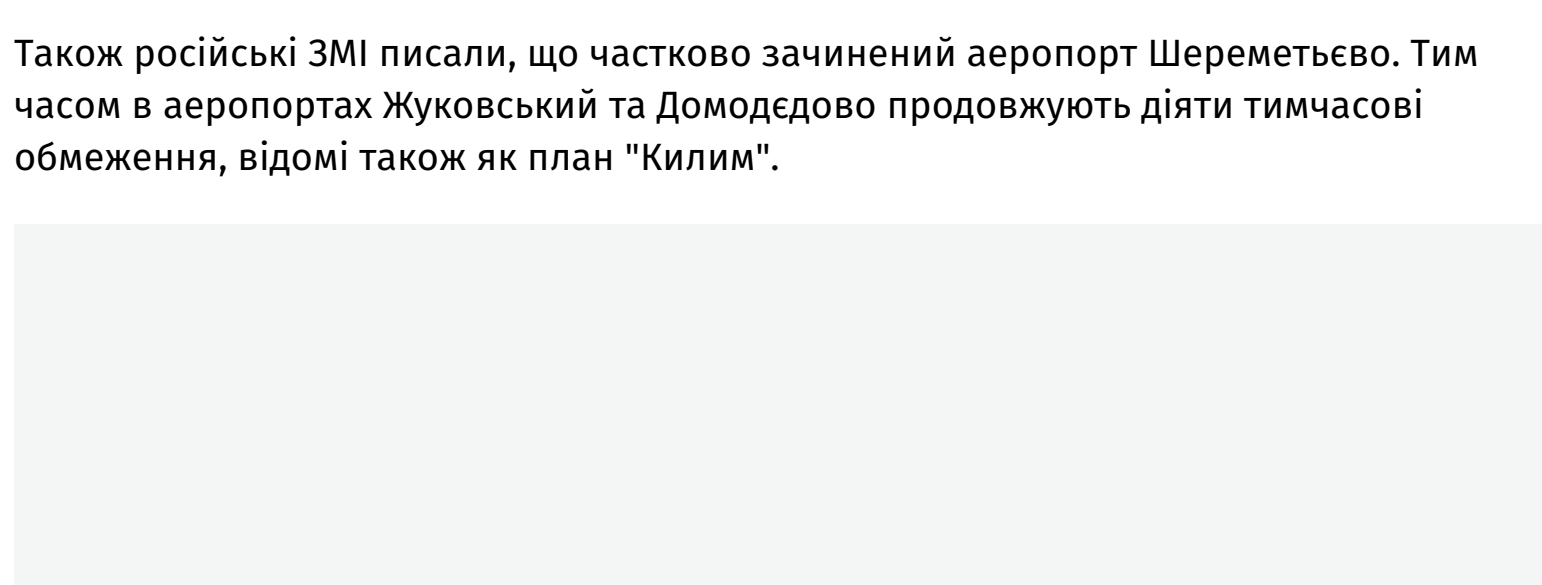 Також російські ЗМІ писали, що частково зачинений аеропорт Шереметьєво. Тим
часом в аеропортах Жуковський та Домодєдово продовжують діяти тимчасові
обмеження, відомі також як план "Килим".